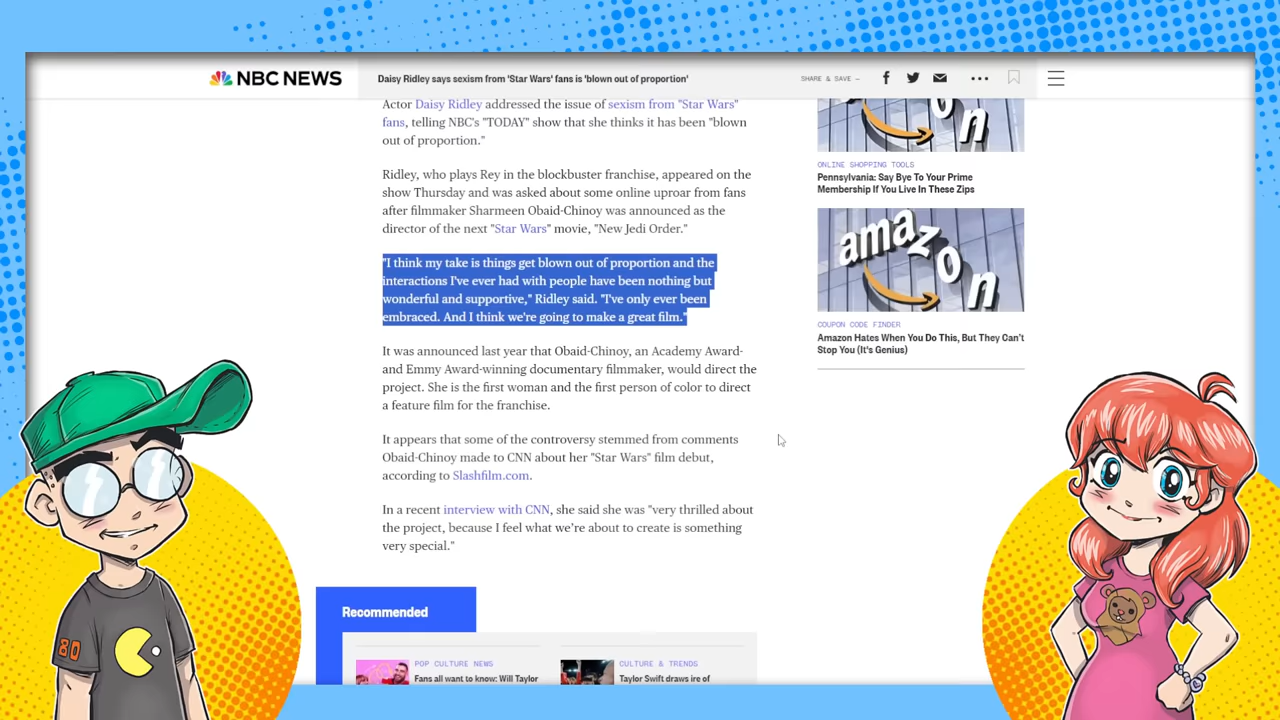 NBC NEWS
Daisy Ridley says sexism from 'Star Wars' fans is 'blown out of proportion'
SHARE & SAVE —
Actor Daisy Ridley addressed the issue of sexism from "Star Wars"
fans, telling NBC's "TODAY" show that she thinks it has been "blown
out of proportion."
Ridley, who plays Rey in the blockbuster franchise, appeared on the
show Thursday and was asked about some online uproar from fans
after filmmaker Sharmeen Obaid-Chinoy was announced as the
director of the next "Star Wars" movie, "New Jedi Order."
"I think my take is things get blown out of proportion and the
interactions I've ever had with people have been nothing but
wonderful and supportive," Ridley said. "I've only ever been
embraced. And I think we're going to make a great film."
It was announced last year that Obaid-Chinoy, an Academy Award-
and Emmy Award-winning documentary filmmaker, would direct the
project. She is the first woman and the first person of color to direct
a feature film for the franchise.
It appears that some of the controversy stemmed from comments
Obaid-Chinoy made to CNN about her "Star Wars" film debut,
according to Slashfilm.com.
In a recent interview with CNN, she said she was "very thrilled about
the project, because I feel what we're about to create is something
very special."
Recommended
POP CULTURE NEWS
Fans all want to know: Will Taylor
CULTURE & TRENDS
Taylor Swift draws ire of
on
ONLINE SHOPPING TOOLS
Pennsylvania: Say Bye To Your Prime
Membership If You Live In These Zips
amazon
COUPON CODE FINDER
Amazon Hates When You Do This, But They Can't
Stop You (It's Genius)
80